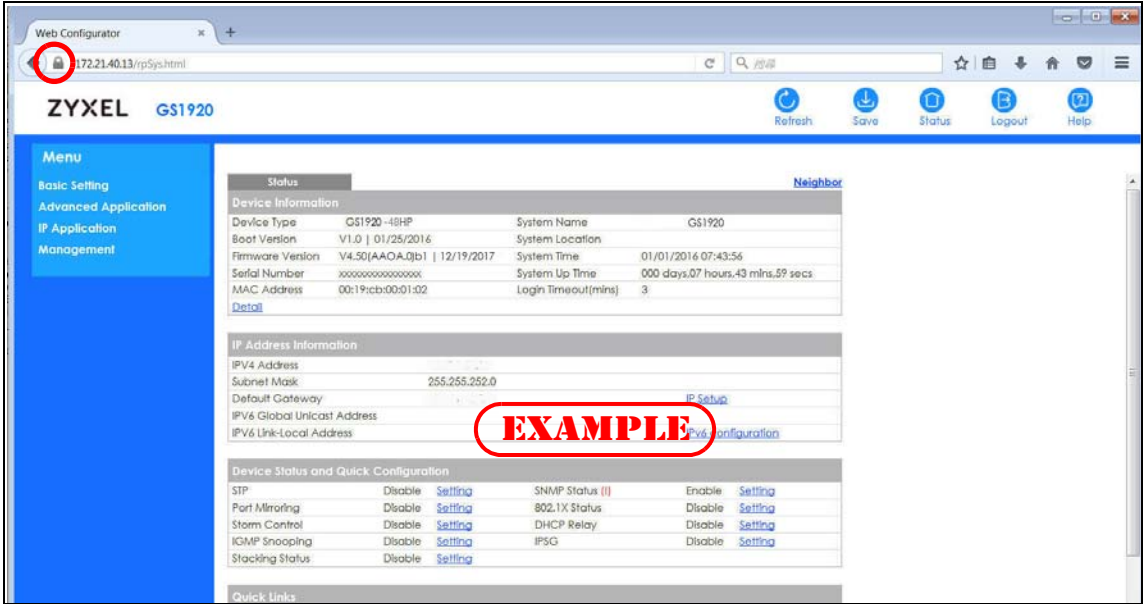 Web Configurator × +
172.21.40.13/rpSys.html
ZYXEL GS1920
Refresh Save Status Logout Help
Menu
Basic Setting
Advanced Application
IP Application
Management
Status Neighbor
Device Information
Device Type GS1920-48HP System Name GS1920
Boot Version V1.0 | 01/25/2016 System Location
Firmware Version V4.50(AAOA.0)b1 | 12/19/2017 System Time 01/01/2016 07:43:56
Serial Number System Up Time 000 days,07 hours,43 mins,59 secs
MAC Address 00:19:cb:00:01:02 Login Timeout(mins) 3
Detail
IP Address Information
IPV4 Address
Subnet Mask 255.255.252.0
Default Gateway IP Setup
IPV6 Global Unicast Address
IPV6 Link-Local Address IPv6 configuration
EXAMPLE
Device Status and Quick Configuration
STP Disable Setting SNMP Status (!) Enable Setting
Port Mirroring Disable Setting 802.1X Status Disable Setting
Storm Control Disable Setting DHCP Relay Disable Setting
IGMP Snooping Disable Setting IPSG Disable Setting
Stacking Status Disable Setting
Quick Links